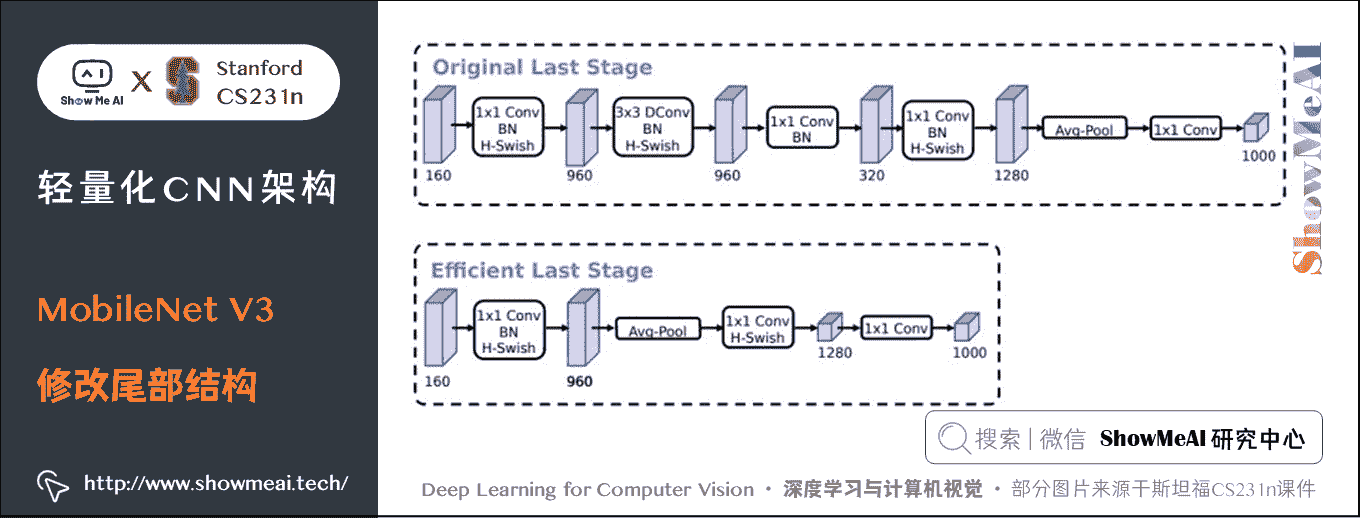 Show Me AI
X
Stanford
CS231n
轻量化CNN架构
MobileNet V3
修改尾部结构
http://www.showmeai.tech/
Original Last Stage
160
1x1 Conv
BN
H-Swish
960
3x3 DConv
BN
H-Swish
960
1x1 Conv
BN
320
1x1 Conv
BN
H-Swish
1280
Avg-Pool
1x1 Conv
1000
Efficient Last Stage
160
1x1 Conv
BN
H-Swish
960
Avg-Pool
1x1 Conv
H-Swish
1280
1x1 Conv
1000
ShowMeAI
搜索 | 微信 ShowMeAI 研究中心
Deep Learning for Computer Vision · 深度学习与计算机视觉 · 部分图片来源于斯坦福CS231n课件